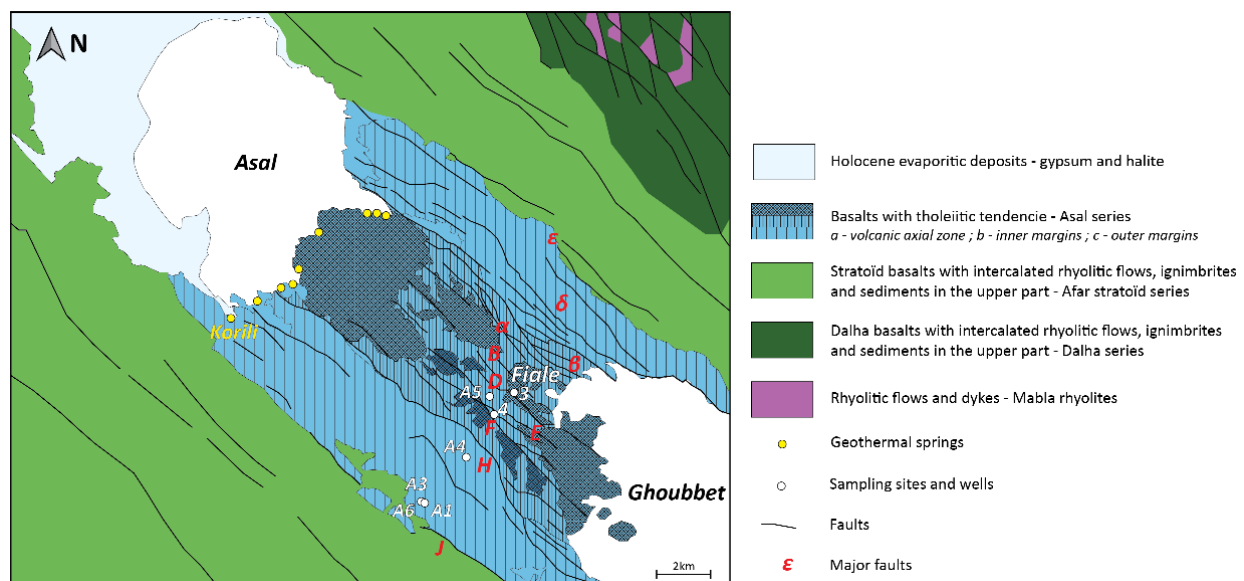 N
Asal
Korili
ε
δ
α
B
β
D
Fiale
A5
3
4
F
E
A4
H
A3
A6
A1
J
Ghoubbet
2km
Holocene evaporitic deposits - gypsum and halite
Basalts with tholeiitic tendencie - Asal series
a - volcanic axial zone ; b - inner margins ; c - outer margins
Stratoïd basalts with intercalated rhyolitic flows, ignimbrites
and sediments in the upper part - Afar stratoïd series
Dalha basalts with intercalated rhyolitic flows, ignimbrites
and sediments in the upper part - Dalha series
Rhyolitic flows and dykes - Mabla rhyolites
Geothermal springs
Sampling sites and wells
Faults
ε Major faults